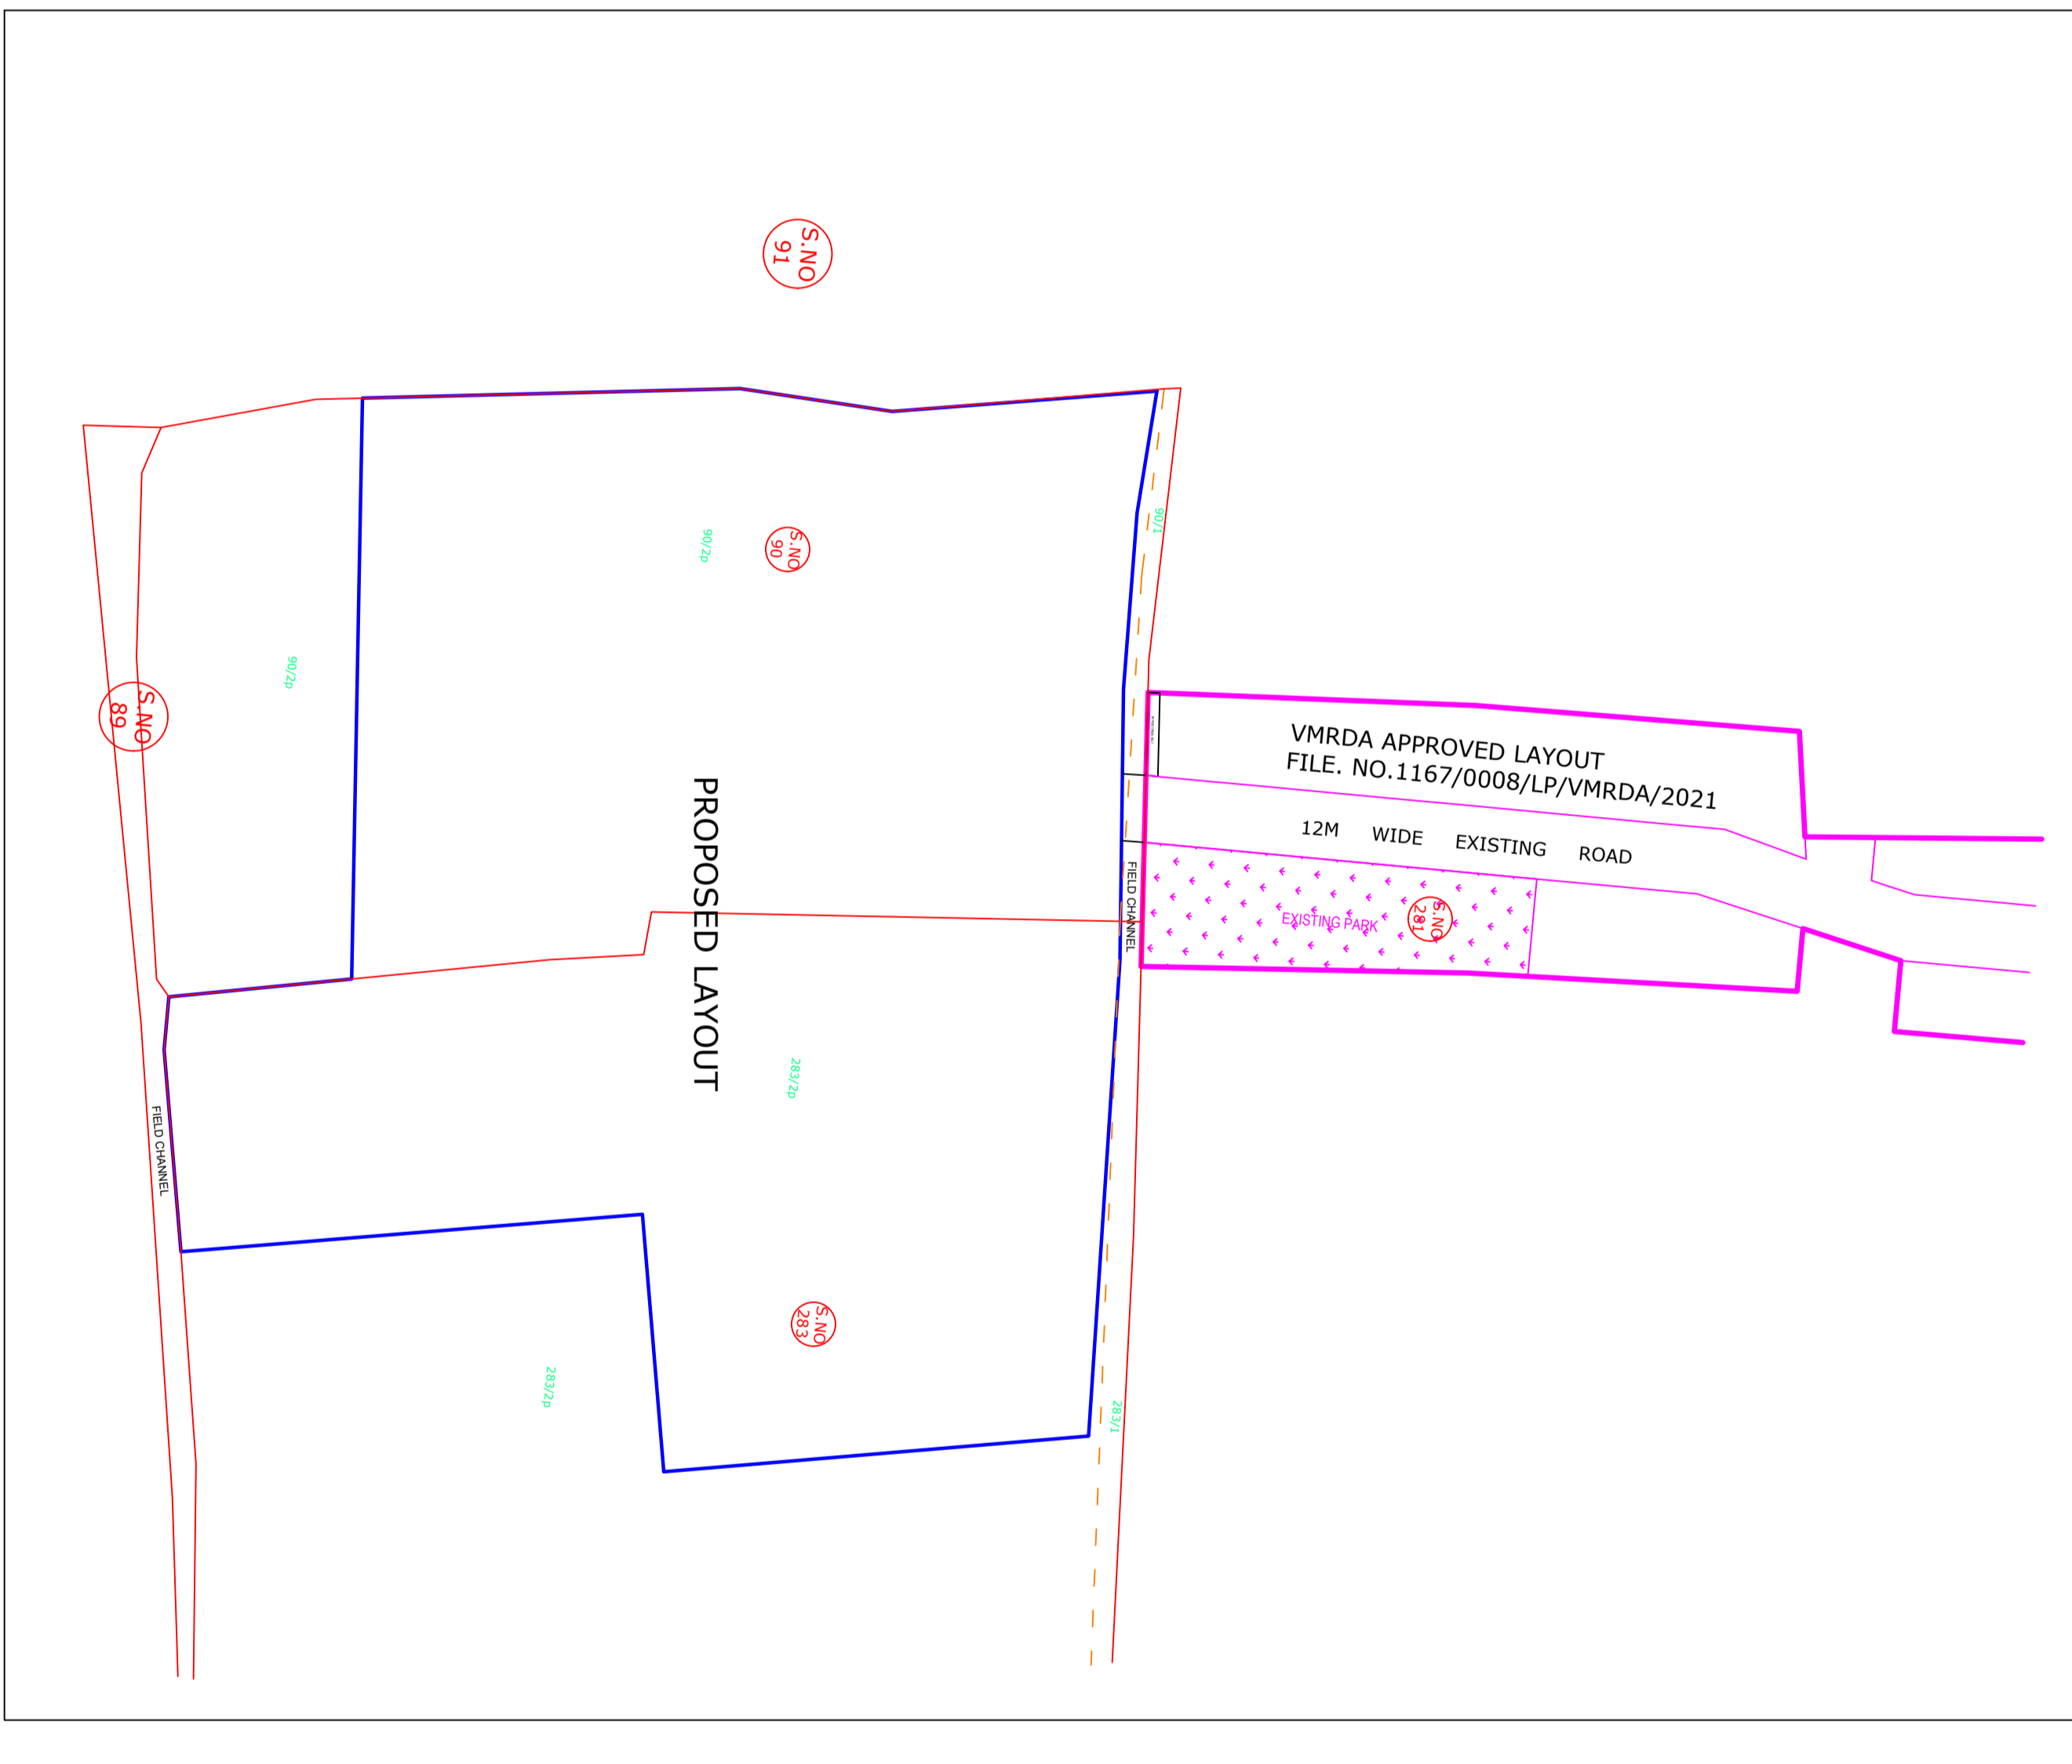 S.NO
91
90/1
90/2p
S.NO
90
90/2p
S.NO
89
VMRDA APPROVED LAYOUT
FILE. NO.1167/0008/LP/VMRDA/2021
12M WIDE EXISTING ROAD
PROPOSED LAYOUT
FIELD CHANNEL
EXISTING PARK
S.NO
281
283/2p
FIELD CHANNEL
S.NO
283
283/2p
283/1